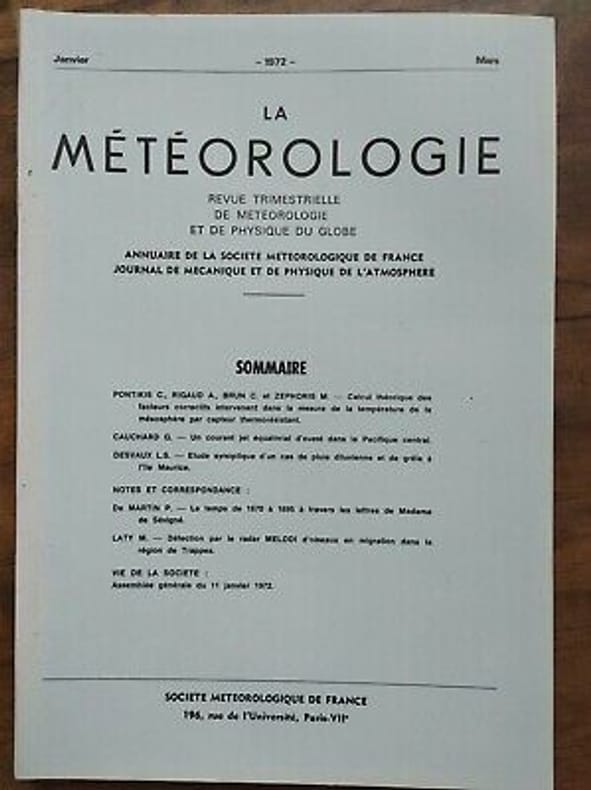 Janvier - 1972 - Mars
LA
MÉTÉOROLOGIE
REVUE TRIMESTRIELLE
DE METEOROLOGIE
ET DE PHYSIQUE DU GLOBE
ANNUAIRE DE LA SOCIETE METEOROLOGIQUE DE FRANCE
JOURNAL DE MECANIQUE ET DE PHYSIQUE DE L'ATMOSPHERE
SOMMAIRE
PONTIKIS C., RIGAUD A., BRUN C. et ZEPHORIS M. — Calcul théorique des
facteurs correctifs intervenant dans la mesure de la température de la
mésosphère par capteur thermorésistant.
CAUCHARD G. — Un courant jet équatorial d'ouest dans le Pacifique central.
DESVAUX L.S. — Etude synoptique d'un cas de pluie diluvienne et de grêle à
l'Ile Maurice.
NOTES ET CORRESPONDANCE :
De MARTIN P. — Le temps de à à travers les lettres de Madame
de Sévigné.
LATY M. — Détection par le radar MELODI d'oiseaux en migration dans la
région de Trappes.
VIE DE LA SOCIETE :
Assemblée générale du 11 janvier 1972.
SOCIETE METEOROLOGIQUE DE FRANCE
196, rue de l'Université, Paris-VIIe